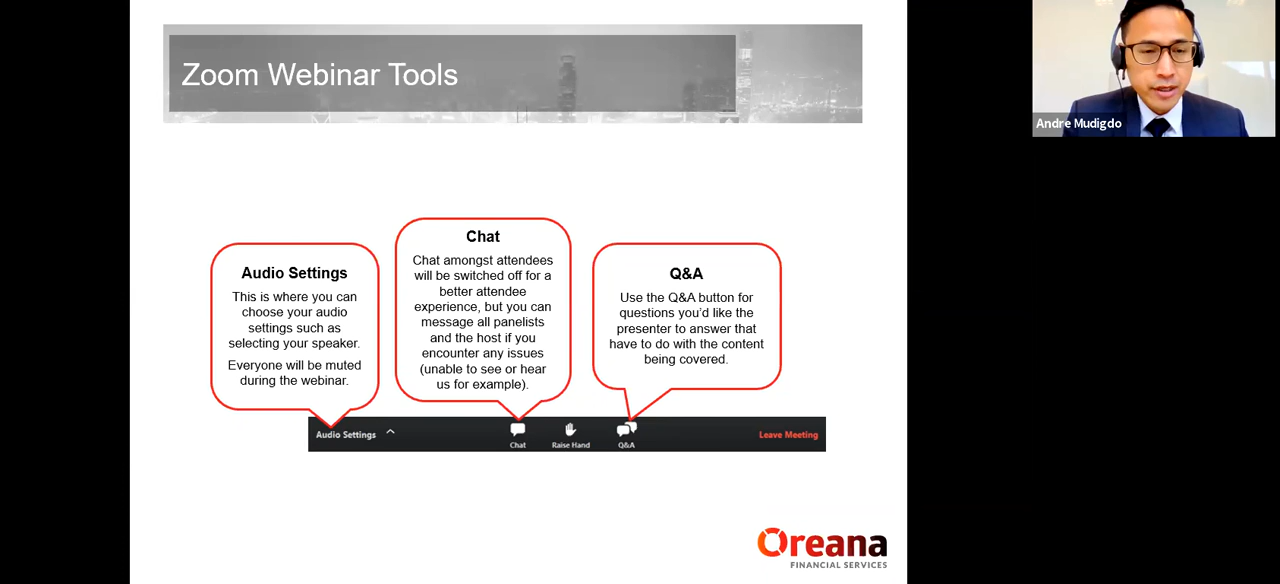 Zoom Webinar Tools
Andre Mudigdo
Audio Settings
This is where you can
choose your audio
settings such as
selecting your speaker.
Everyone will be muted
during the webinar.
Chat
Chat amongst attendees
will be switched off for a
better attendee
experience, but you can
message all panelists
and the host if you
encounter any issues
(unable to see or hear
us for example).
Q&A
Use the Q&A button for
questions you’d like the
presenter to answer that
have to do with the content
being covered.
Audio Settings
Chat
Raise Hand
Q&A
Leave Meeting
Oreana
FINANCIAL SERVICES